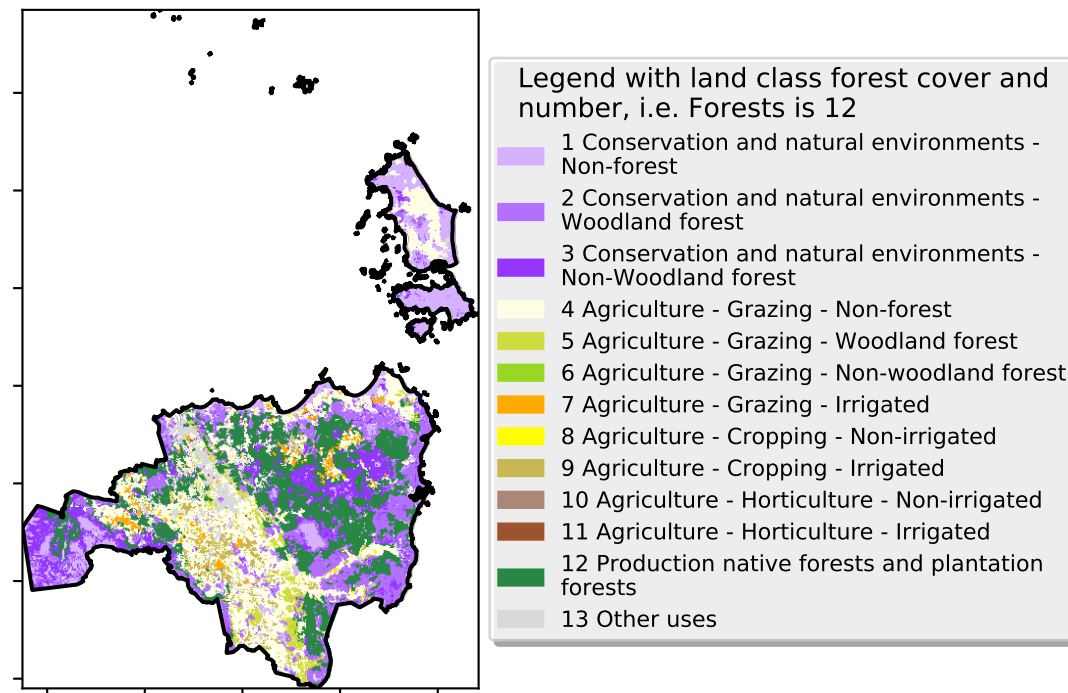 Legend with land class forest cover and
number, i.e. Forests is 12
1 Conservation and natural environments -
Non-forest
2 Conservation and natural environments -
Woodland forest
3 Conservation and natural environments -
Non-Woodland forest
4 Agriculture - Grazing - Non-forest
5 Agriculture - Grazing - Woodland forest
6 Agriculture - Grazing - Non-woodland forest
7 Agriculture - Grazing - Irrigated
8 Agriculture - Cropping - Non-irrigated
9 Agriculture - Cropping - Irrigated
10 Agriculture - Horticulture - Non-irrigated
11 Agriculture - Horticulture - Irrigated
12 Production native forests and plantation
forests
13 Other uses